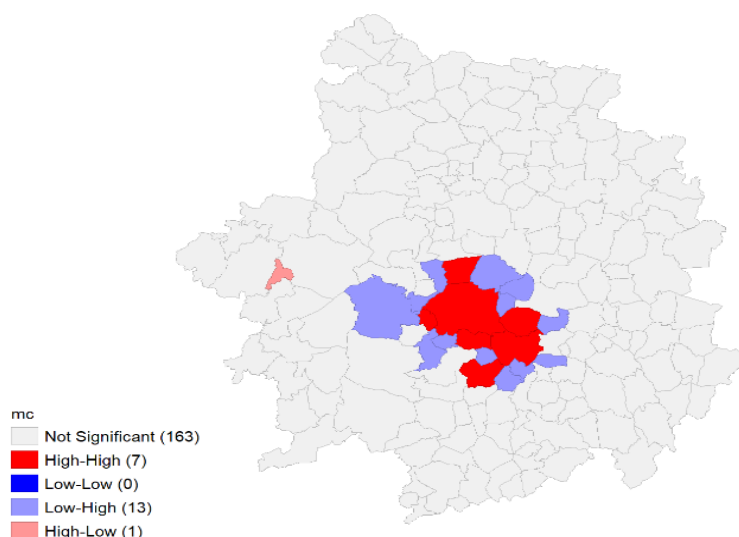 mc
Not Significant (163)
High-High (7)
Low-Low (0)
Low-High (13)
High-Low (1)